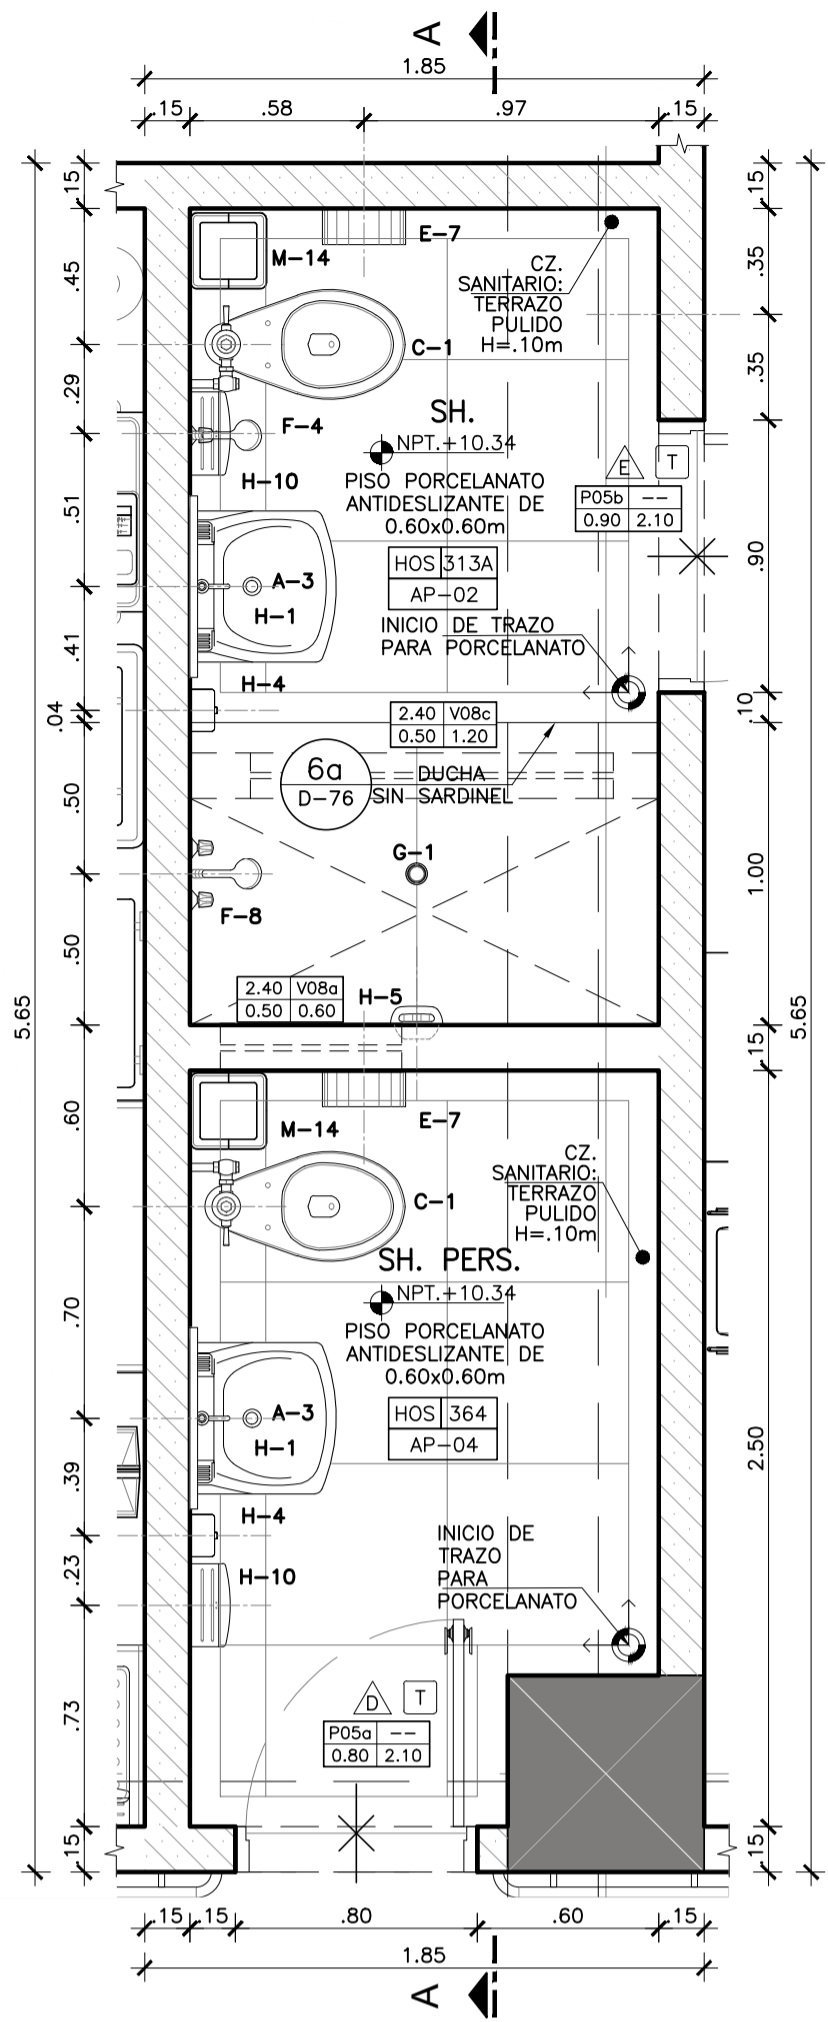 A
1.85
.15 .58 .97 .15
.15
.45
.29
.51
.41
.04
.50
.50
5.65
.60
.70
.39
.23
.73
.15
.15
.35
.35
.90
.10
1.00
.15
5.65
2.50
.15
E-7
M-14
CZ.
SANITARIO:
TERRAZO
PULIDO
H=.10m
C-1
SH.
F-4
NPT.+10.34
H-10
PISO PORCELANATO
ANTIDESLIZANTE DE
0.60x0.60m
E T
P05b --
0.90 2.10
HOS 313A
AP-02
A-3
H-1
INICIO DE TRAZO
PARA PORCELANATO
H-4
2.40 V08c
0.50 1.20
6a
D-76
DUCHA
SIN SARDINEL
G-1
F-8
2.40 V08a
0.50 0.60
H-5
M-14
E-7
CZ.
SANITARIO:
TERRAZO
PULIDO
H=.10m
C-1
SH. PERS.
NPT.+10.34
PISO PORCELANATO
ANTIDESLIZANTE DE
0.60x0.60m
HOS 364
AP-04
A-3
H-1
H-4
H-10
INICIO DE
TRAZO
PARA
PORCELANATO
D T
P05a --
0.80 2.10
.15 .15 .80 .60 .15
1.85
A